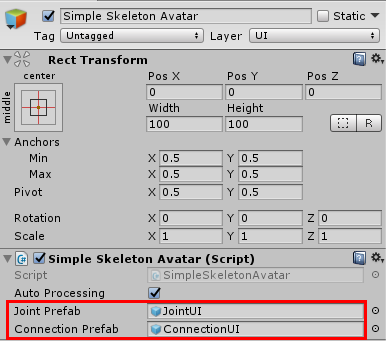 Simple Skeleton Avatar Static
Tag Untagged Layer UI
Rect Transform
center Pos X Pos Y Pos Z
0 0 0
middle Width Height
100 100 R
Anchors
Min X 0.5 Y 0.5
Max X 0.5 Y 0.5
Pivot X 0.5 Y 0.5
Rotation X 0 Y 0 Z 0
Scale X 1 Y 1 Z 1
Simple Skeleton Avatar (Script)
Script SimpleSkeletonAvatar
Auto Processing
Joint Prefab JointUI
Connection Prefab ConnectionUI